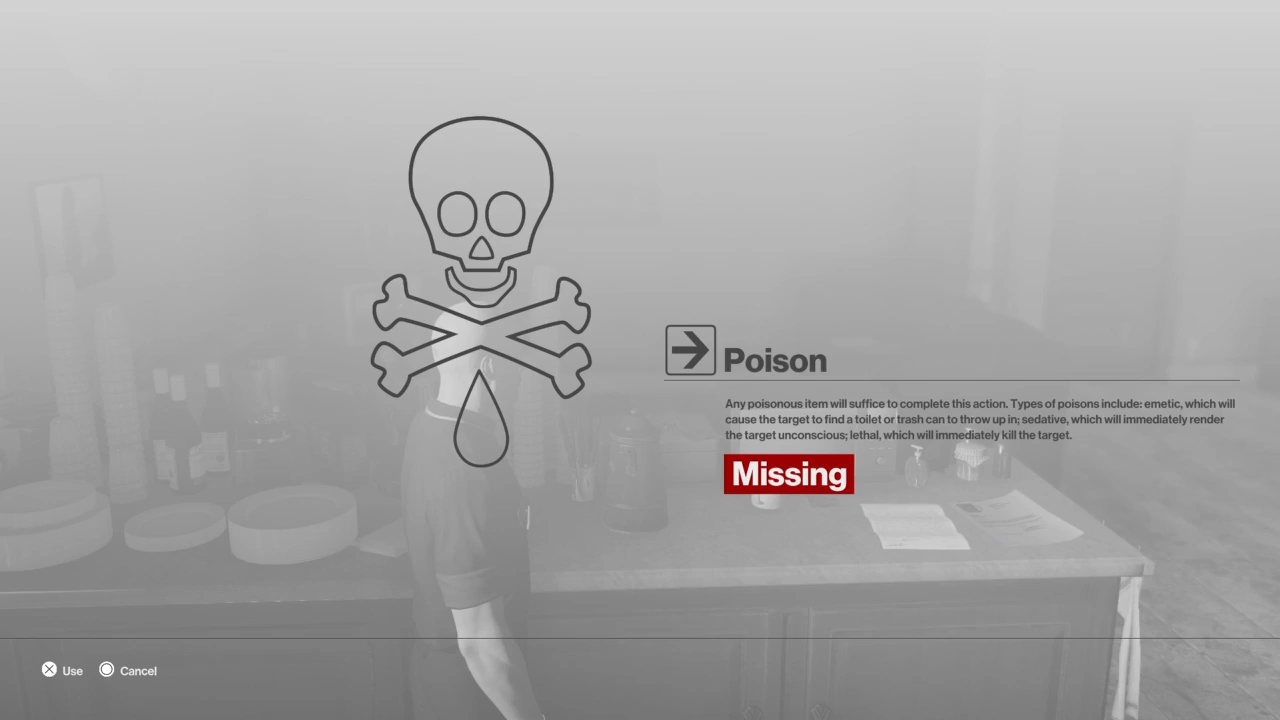 Poison
Any poisonous item will suffice to complete this action. Types of poisons include: emetic, which will
cause the target to find a toilet or trash can to throw up in; sedative, which will immediately render
the target unconscious; lethal, which will immediately kill the target.
Missing
Use Cancel